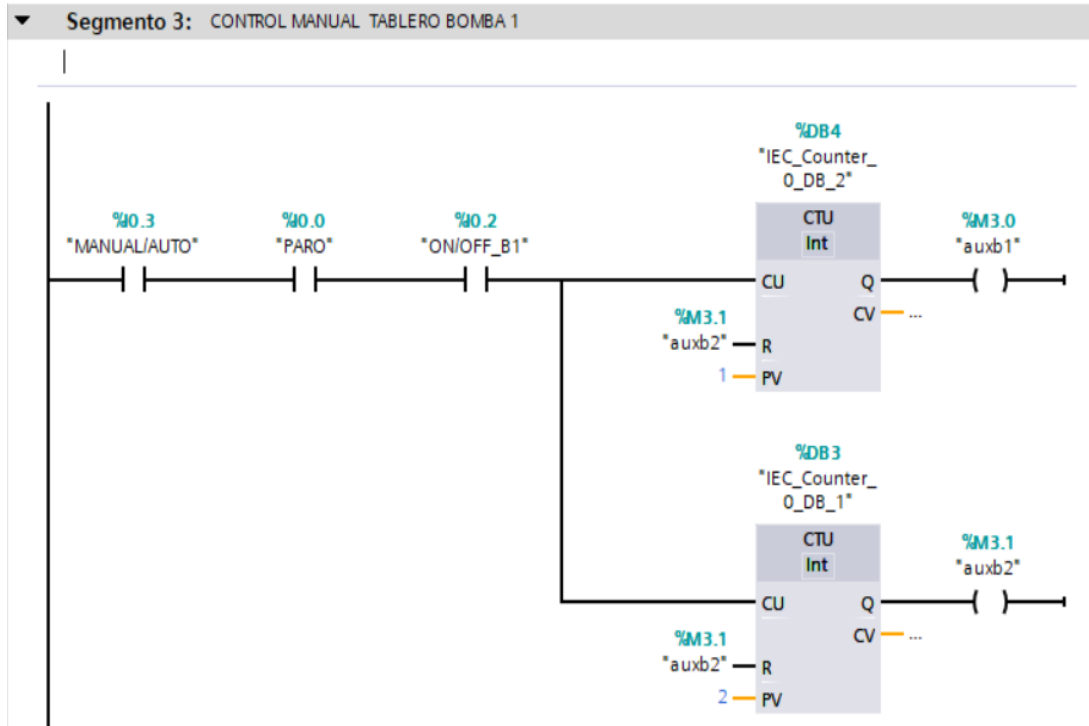 Segmento 3: CONTROL MANUAL TABLERO BOMBA 1
%DB4
"IEC_Counter_
0_DB_2"
%I0.3
"MANUAL/AUTO"
%I0.0
"PARO"
%I0.2
"ON/OFF_B1"
CTU
Int
%M3.0
"auxb1"
CU
Q
CV
...
%M3.1
"auxb2"
R
1
PV
%DB3
"IEC_Counter_
0_DB_1"
CTU
Int
%M3.1
"auxb2"
CU
Q
CV
...
%M3.1
"auxb2"
R
2
PV